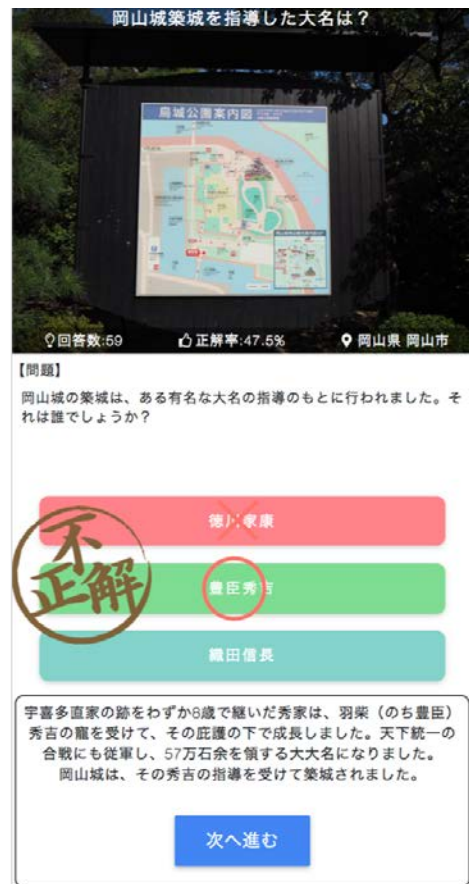 岡山城築城を指導した大名は？
烏城公園案内図
回答数:59
正解率:47.5%
岡山県 岡山市
【問題】
岡山城の築城は、ある有名な大名の指導のもとに行われました。そ
れは誰でしょうか？
徳川家康
不
正解
豊臣秀吉
織田信長
宇喜多直家の跡をわずか8歳で継いだ秀家は、羽柴（のち豊臣）
秀吉の寵を受けて、その庇護の下で成長しました。天下統一の
合戦にも従軍し、57万石余を領する大大名になりました。
岡山城は、その秀吉の指導を受けて築城されました。
次へ進む